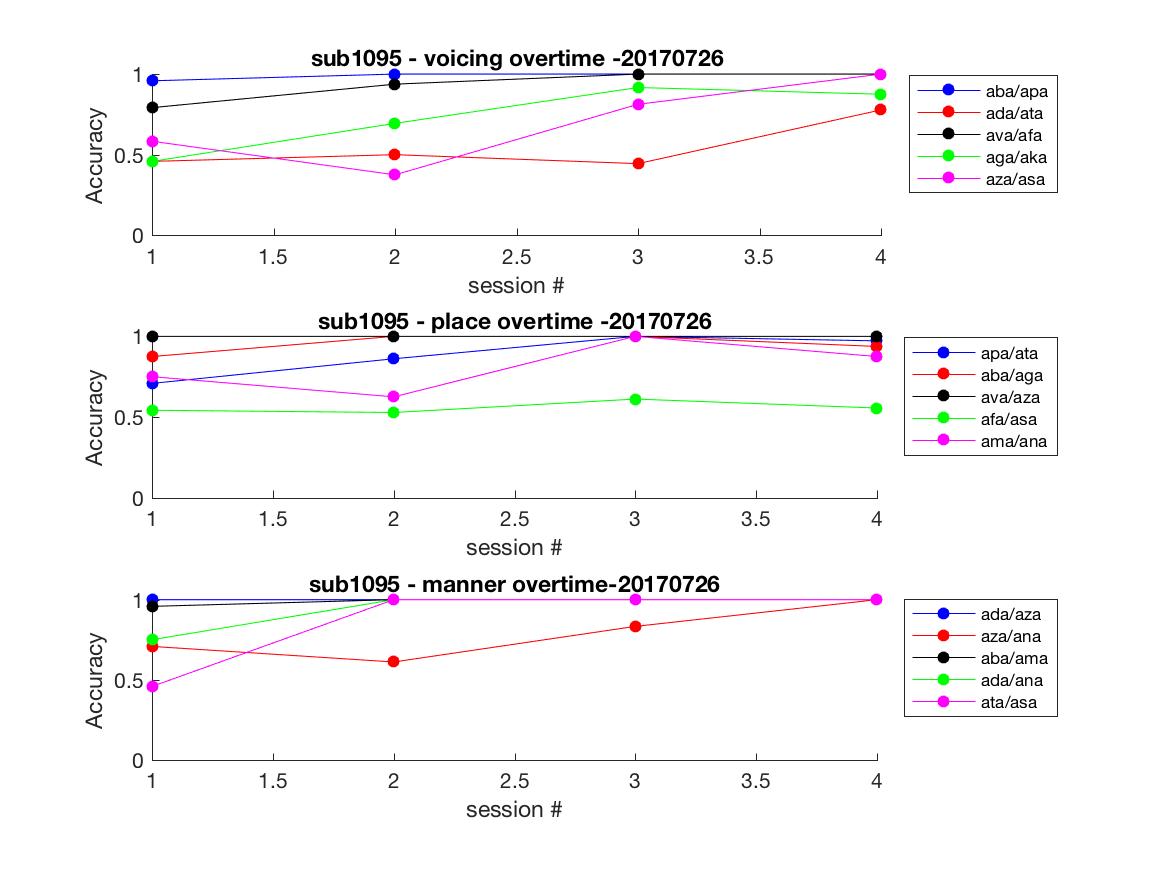 sub1095 - voicing overtime -20170726
1
0.5
0
Accuracy
1 1.5 2 2.5 3 3.5 4
session #
aba/apa
ada/ata
ava/afa
aga/aka
aza/asa
sub1095 - place overtime -20170726
1
0.5
0
Accuracy
1 1.5 2 2.5 3 3.5 4
session #
apa/ata
aba/aga
ava/aza
afa/asa
ama/ana
sub1095 - manner overtime-20170726
1
0.5
0
Accuracy
1 1.5 2 2.5 3 3.5 4
session #
ada/aza
aza/ana
aba/ama
ada/ana
ata/asa